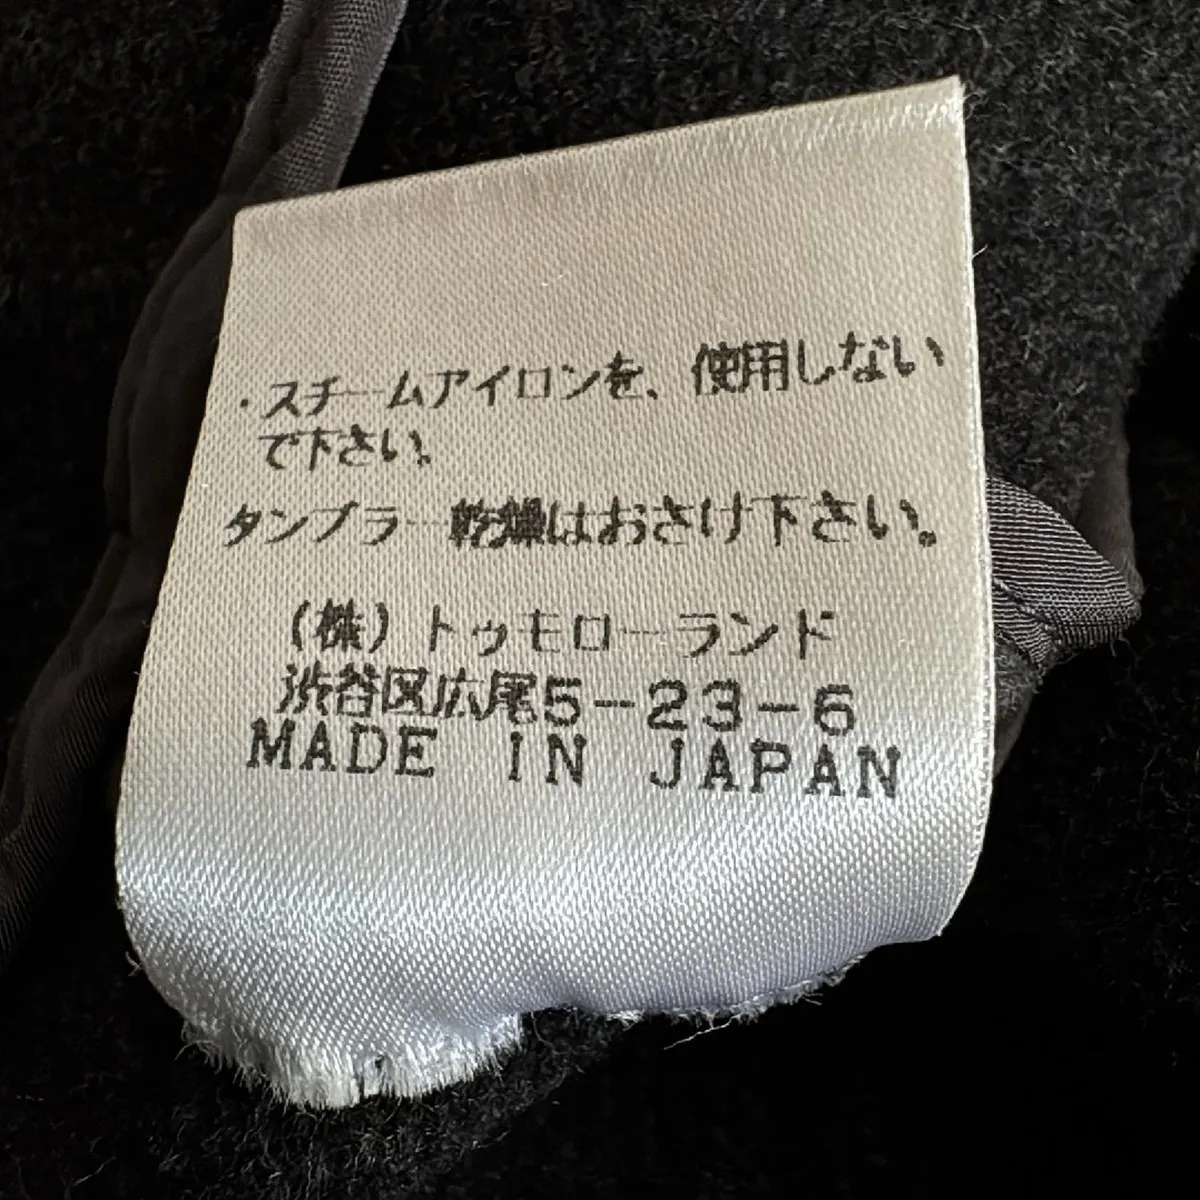 ・スチームアイロンを、使用しない
で下さい。
タンブラー乾燥はおさけ下さい。
(株)トゥモローランド
渋谷区広尾5-23-6
MADE IN JAPAN